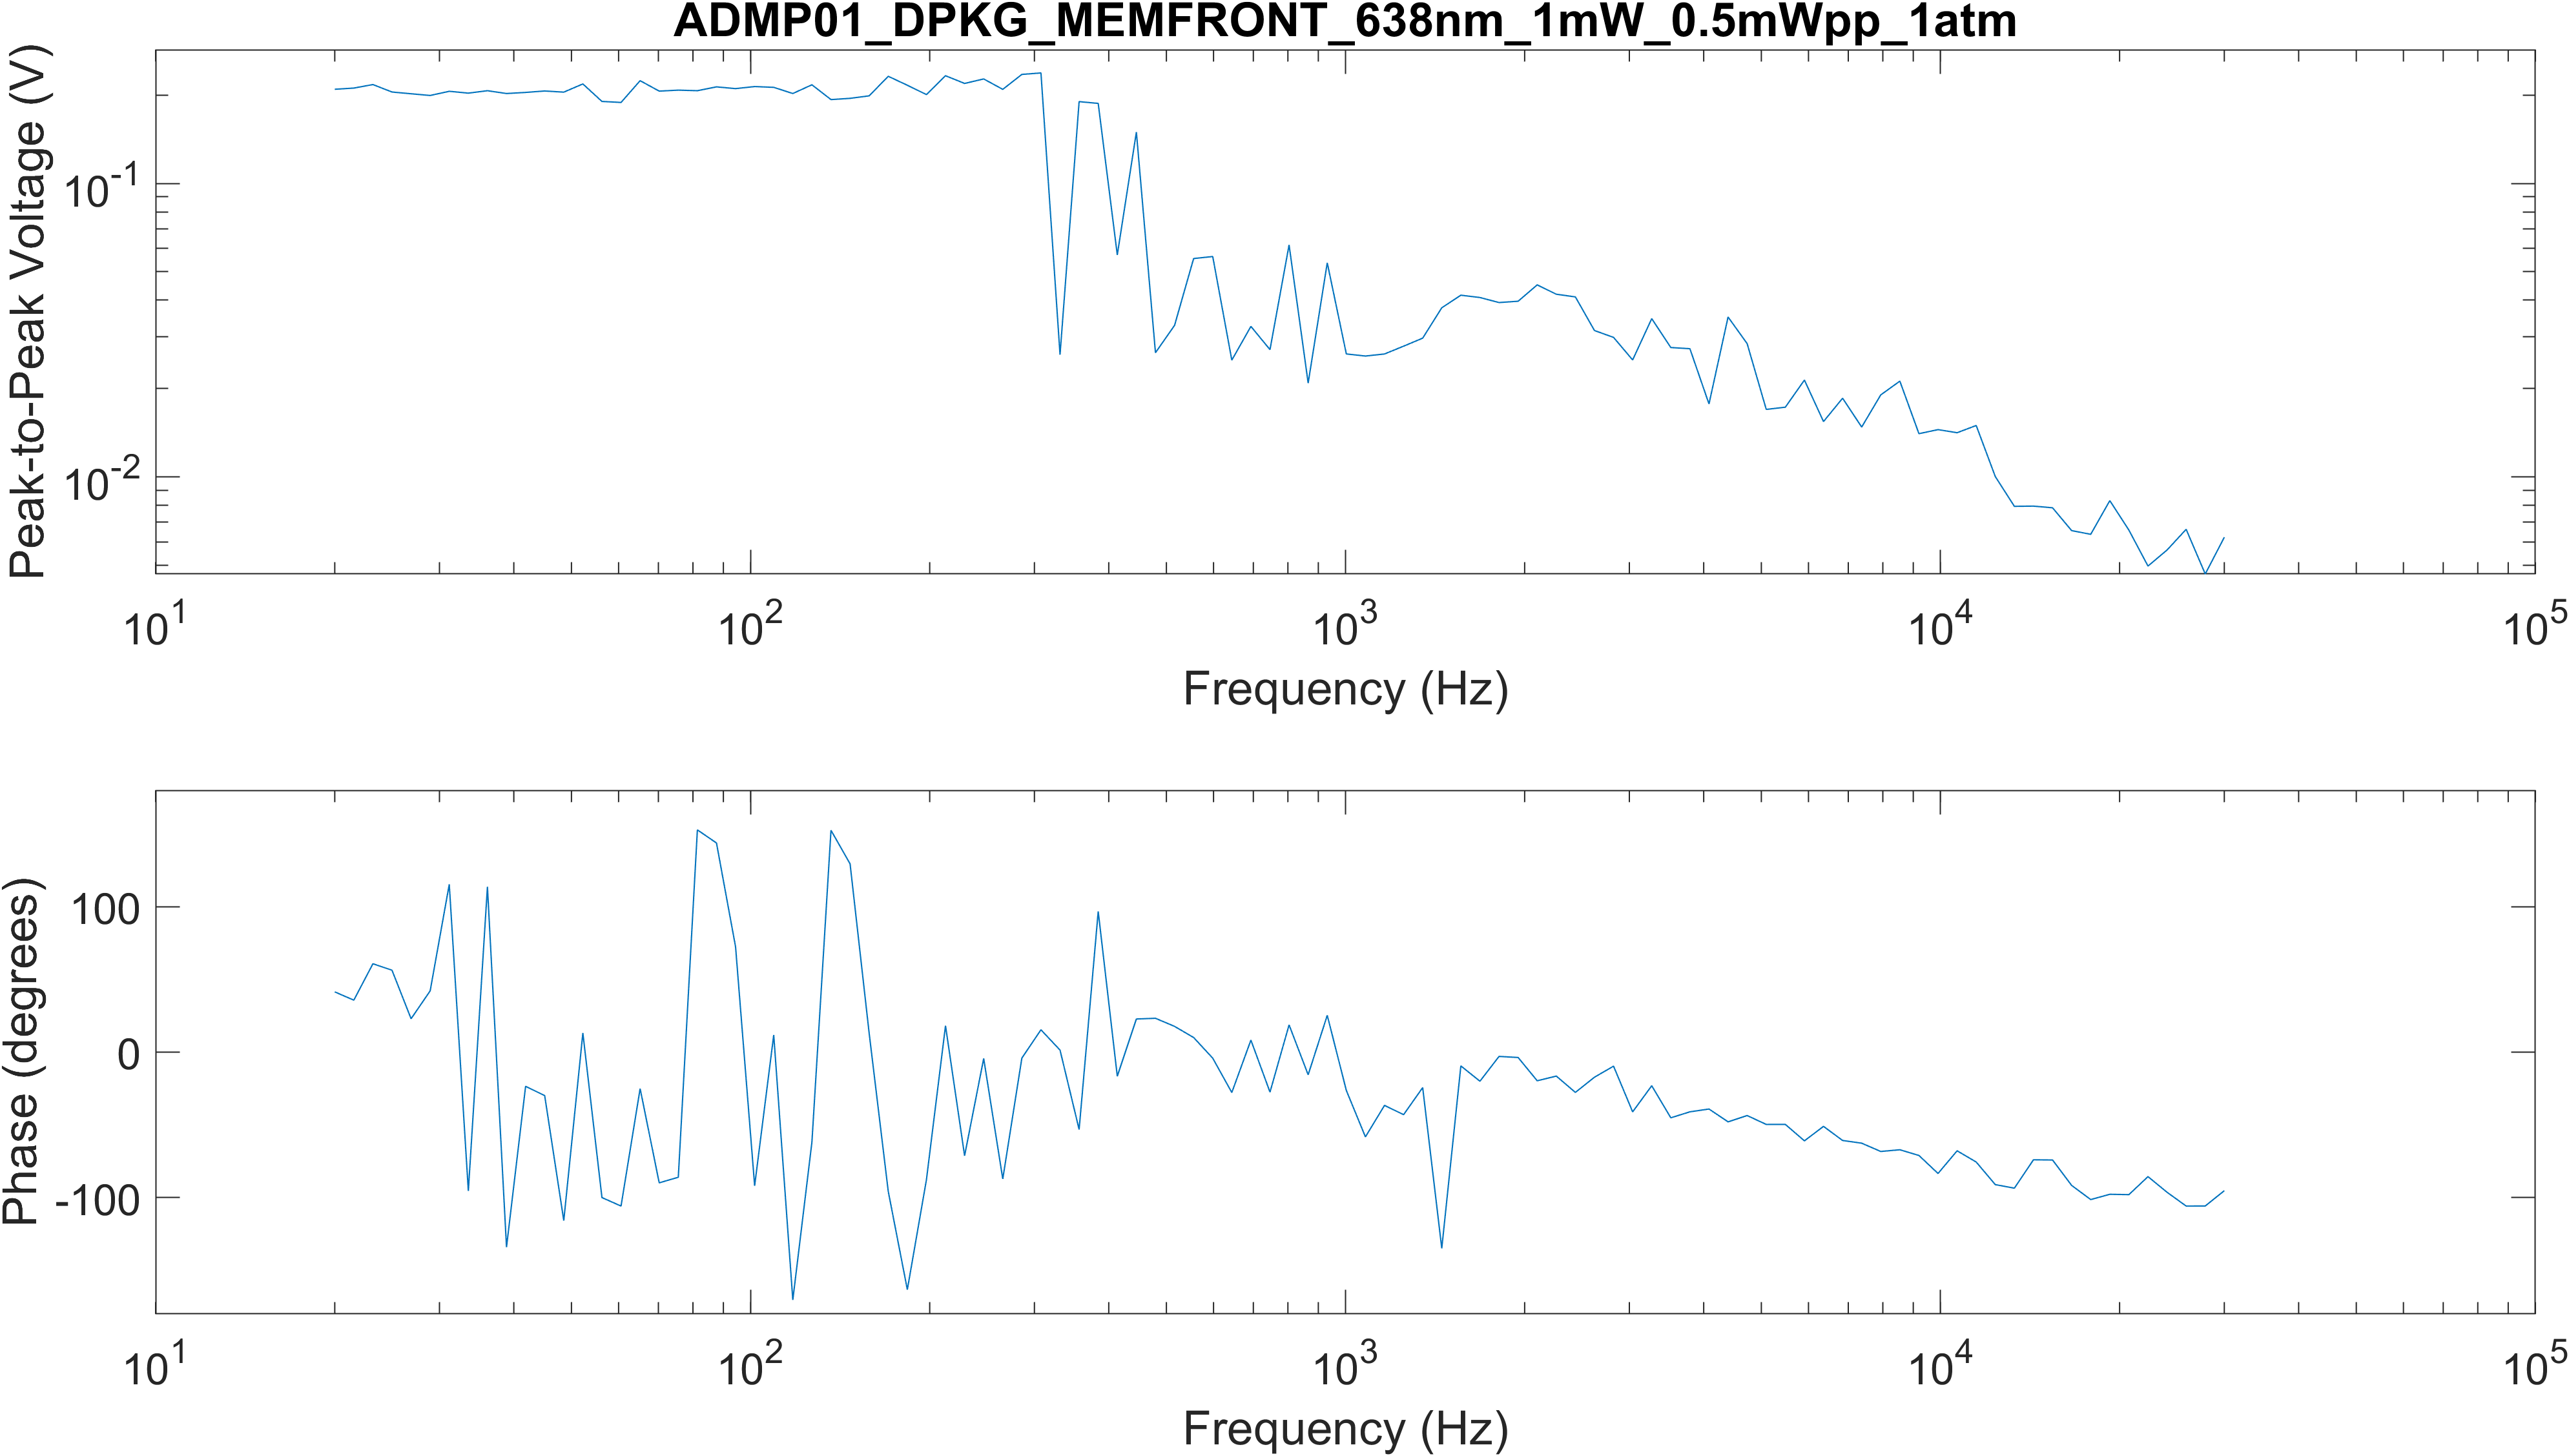 ADMP01_DPKG_MEMFRONT_638nm_1mW_0.5mWpp_1atm
Peak-to-Peak Voltage (V)
10^-1
10^-2
10^1 10^2 10^3 10^4 10^5
Frequency (Hz)
Phase (degrees)
100
0
-100
10^1 10^2 10^3 10^4 10^5
Frequency (Hz)